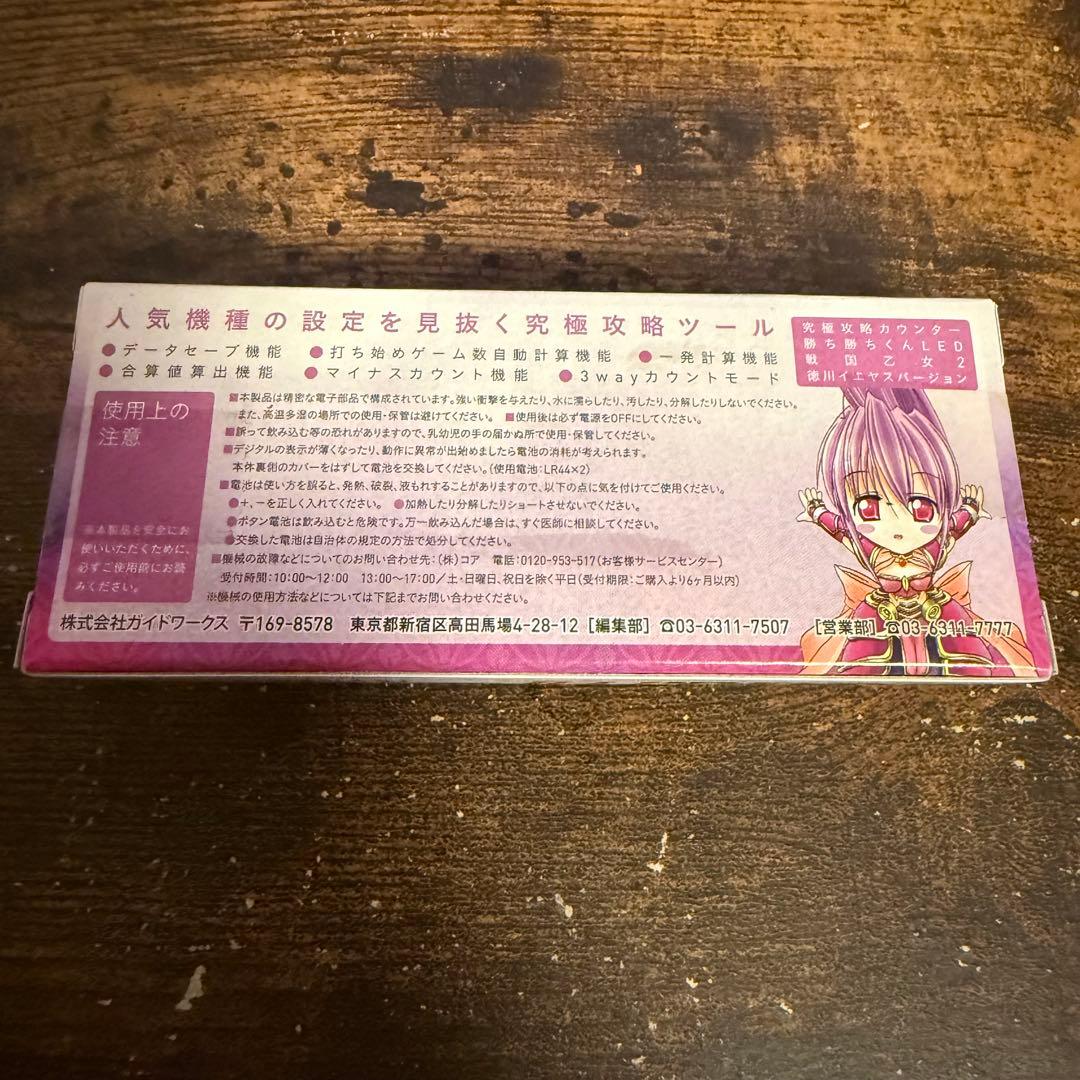 人気機種の設定を見抜く究極攻略ツール
●データセーブ機能 ●打ち始めゲーム数自動計算機能 ●一発計算機能
●合算値算出機能 ●マイナスカウント機能 ●3wayカウントモード
究極攻略カウンター
勝ち勝ちくんLED
戦国乙女2
徳川イエヤスバージョン
使用上の
注意
※本製品を安全にお
使いいただくために、
必ずご使用前にお読
みください。
■本製品は精密な電子部品で構成されています。強い衝撃を与えたり、水に濡らしたり、汚したり、分解したりしないでください。
また、高温多湿の場所での使用・保管は避けてください。 ■使用後は必ず電源をOFFにしてください。
■誤って飲み込む等の恐れがありますので、乳幼児の手の届かぬ所で使用・保管してください。
■デジタルの表示が薄くなったり、動作に異常が出始めましたら電池の消耗が考えられます。
本体裏側のカバーをはずして電池を交換してください。(使用電池:LR44×2)
■電池は使い方を誤ると、発熱、破裂、液もれすることがありますので、以下の点に気を付けてご使用ください。
●+、-を正しく入れてください。 ●加熱したり分解したりショートさせないでください。
●ボタン電池は飲み込むと危険です。万一飲み込んだ場合は、すぐ医師に相談してください。
●交換した電池は自治体の規定の方法で処分してください。
■機械の故障などについてのお問い合わせ先:(株)コア 電話:0120-953-517(お客様サービスセンター)
受付時間:10:00〜12:00 13:00〜17:00/土・日曜日、祝日を除く平日(受付期限:ご購入より6ヶ月以内)
※機械の使用方法などについては下記までお問い合わせください。
株式会社ガイドワークス 〒169-8578 東京都新宿区高田馬場4-28-12 [編集部] ☎03-6311-7507 [営業部] ☎03-6311-7777